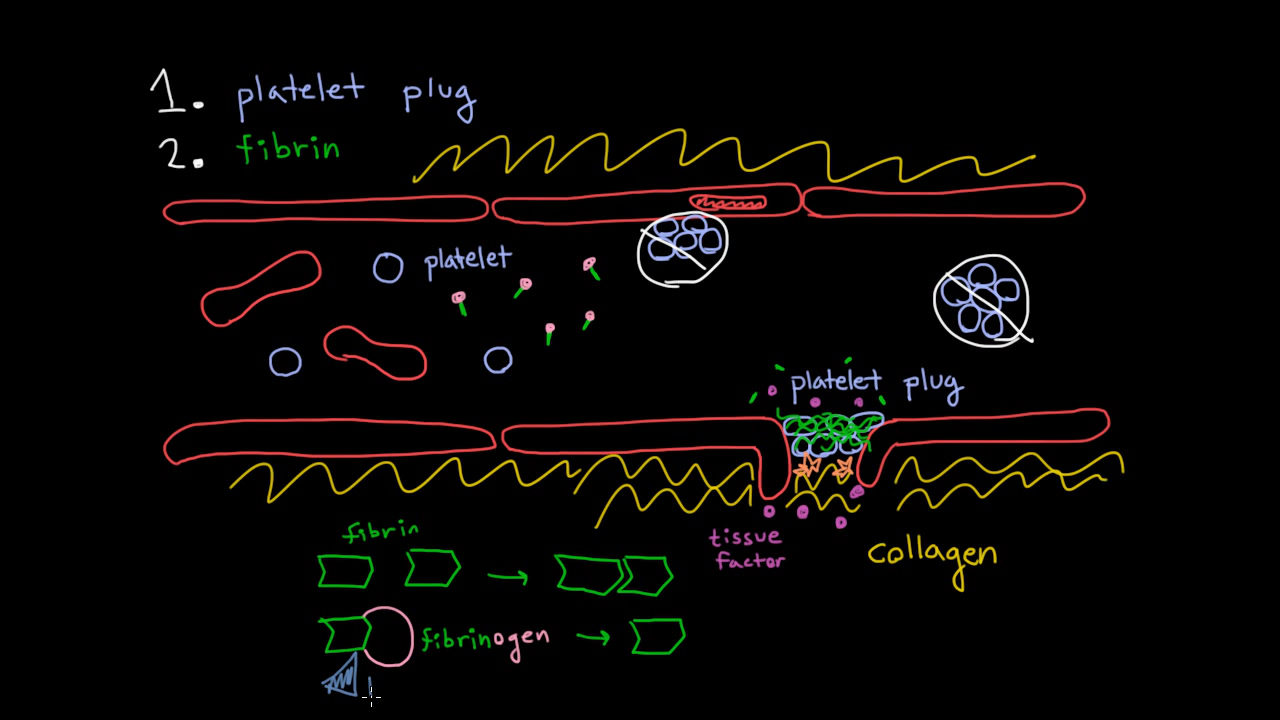 1. platelet plug
2. fibrin
platelet
platelet plug
fibrin
tissue
factor
collagen
fibrinogen